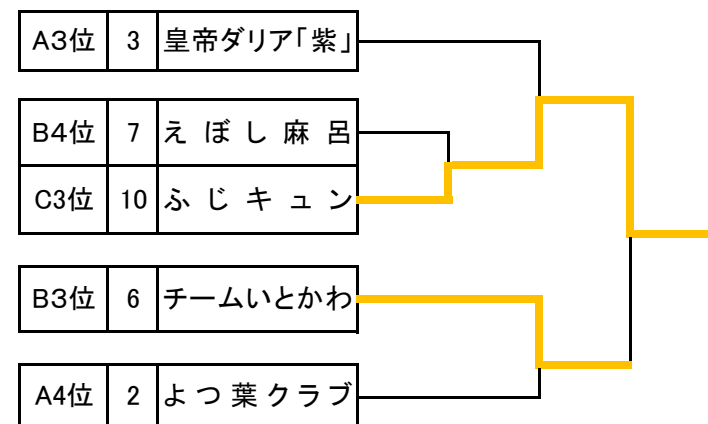 A3位 3 皇帝ダリア「紫」
B4位 7 えぼし麻呂
C3位 10 ふじキュン
B3位 6 チームいとかわ
A4位 2 よつ葉クラブ